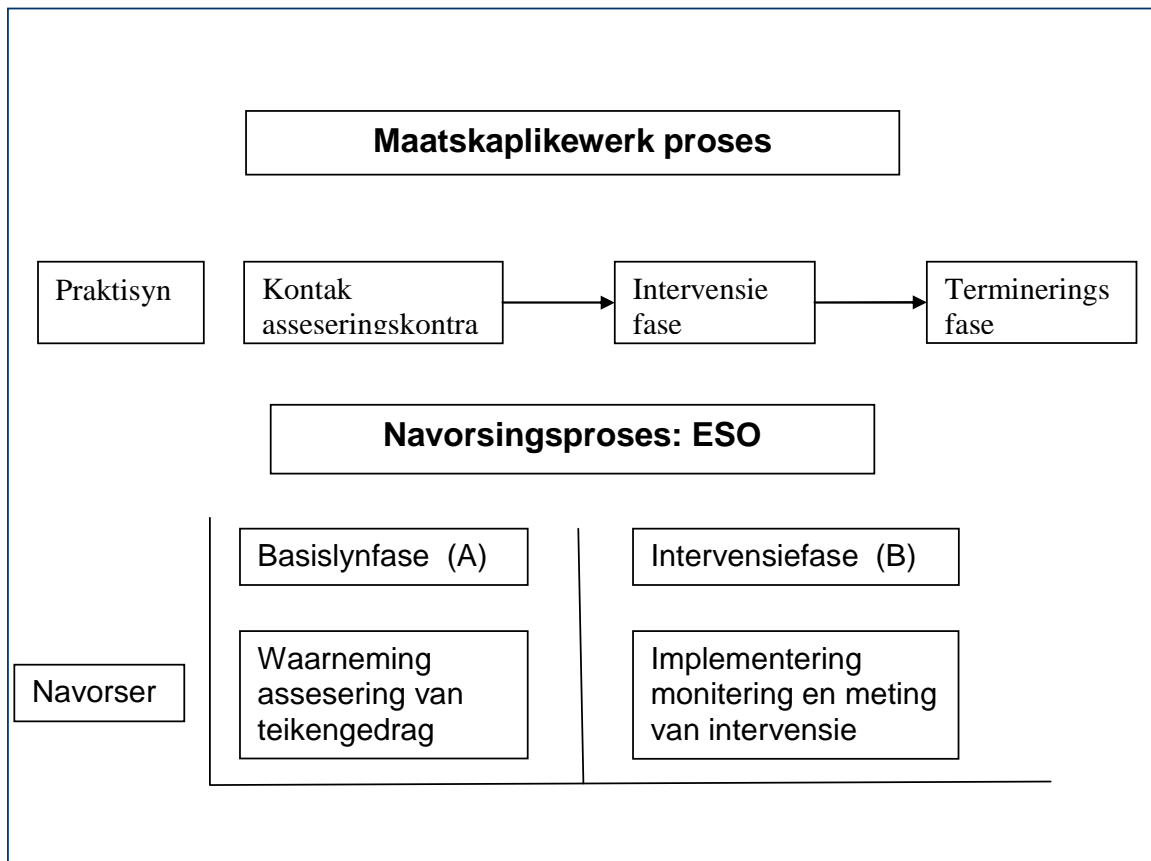 Maatskaplikewerk proses
Praktisyn
Kontak
asseseringskontra
Intervensie
fase
Terminerings
fase
Navorsingsproses: ESO
Basislynfase (A)
Intervensiefase (B)
Navorser
Waarneming
assesering van
teikengedrag
Implementering
monitering en meting
van intervensie